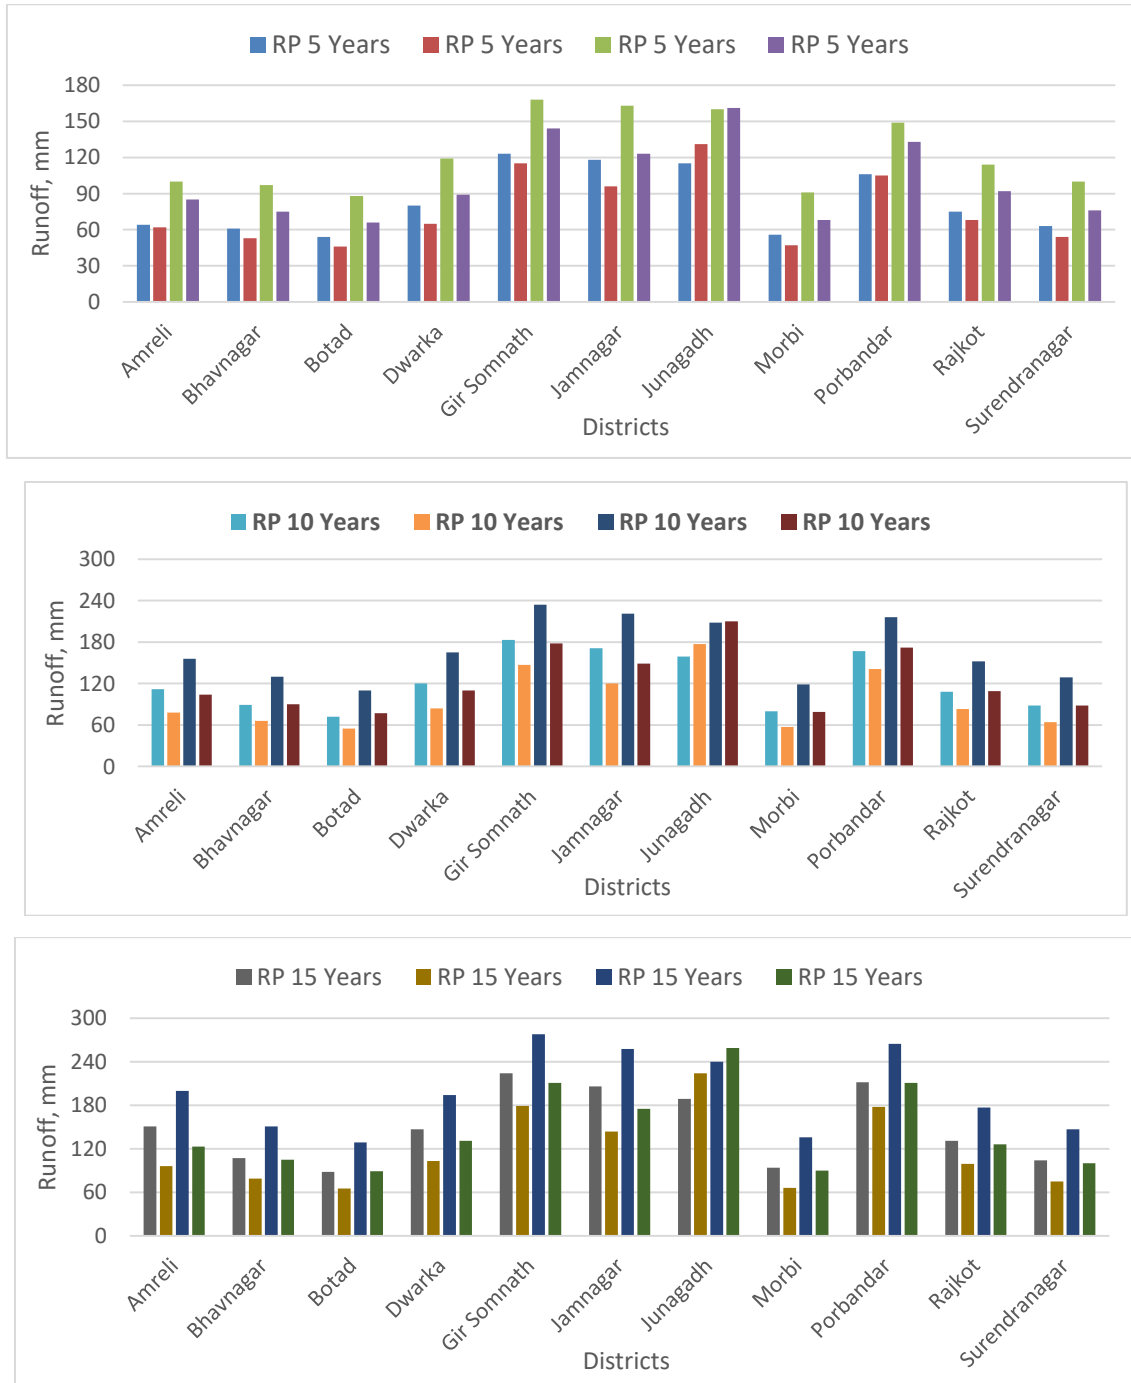 RP 5 Years RP 5 Years RP 5 Years RP 5 Years
180
150
120
90
60
30
0
Runoff, mm
Amreli Bhavnagar Botad Dwarka Gir Somnath Jamnagar Junagadh Morbi Porbandar Rajkot Surendranagar
Districts
RP 10 Years RP 10 Years RP 10 Years RP 10 Years
300
240
180
120
60
0
Runoff, mm
Amreli Bhavnagar Botad Dwarka Gir Somnath Jamnagar Junagadh Morbi Porbandar Rajkot Surendranagar
Districts
RP 15 Years RP 15 Years RP 15 Years RP 15 Years
300
240
180
120
60
0
Runoff, mm
Amreli Bhavnagar Botad Dwarka Gir Somnath Jamnagar Junagadh Morbi Porbandar Rajkot Surendranagar
Districts